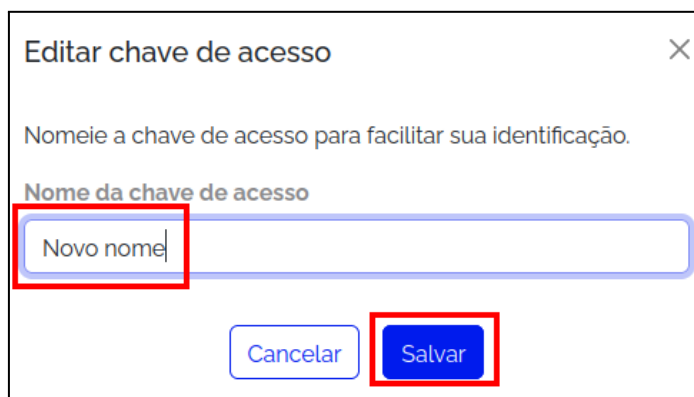 Editar chave de acesso
Nomeie a chave de acesso para facilitar sua identificação.
Nome da chave de acesso
Novo nome
Cancelar Salvar